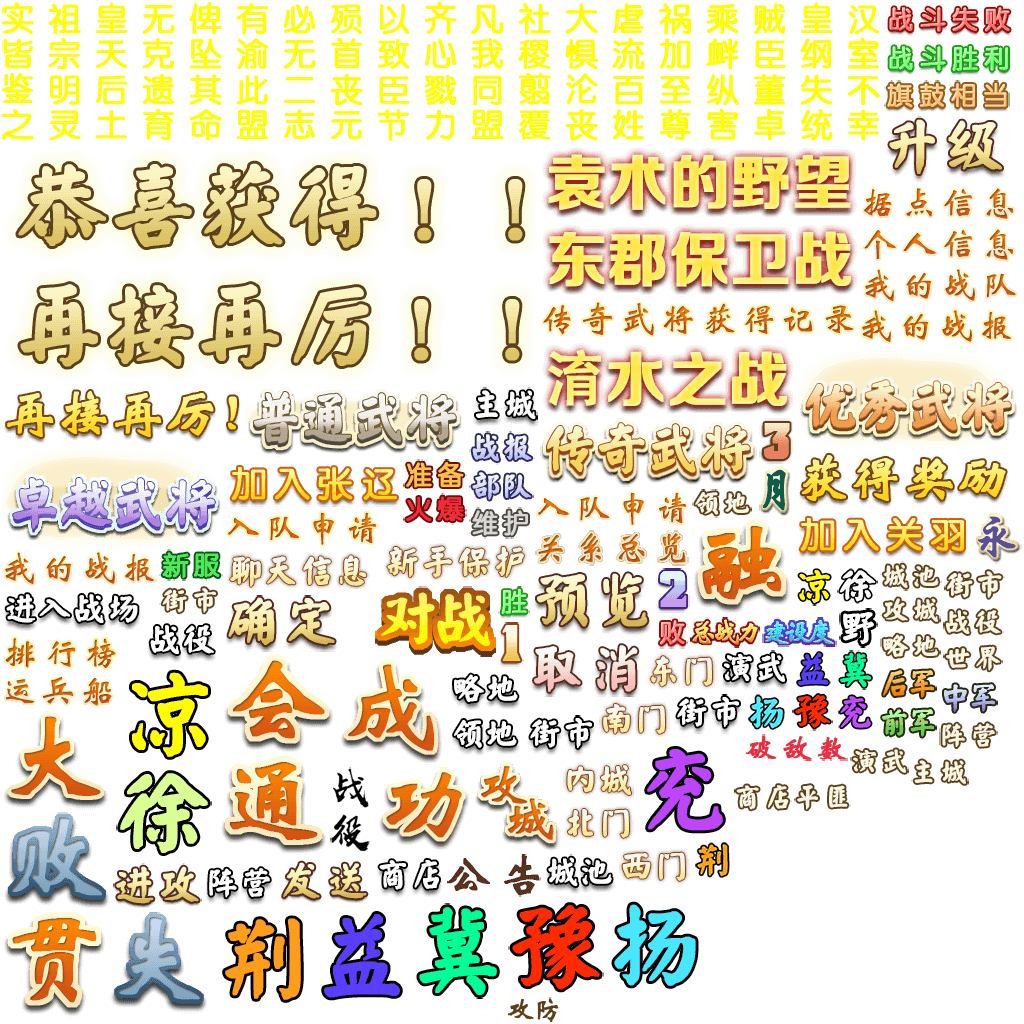 实祖皇无俾有必殒以齐凡社大虐祸乘贼皇汉
皆宗天克坠渝无首致心我稷惧流加衅臣纲室
鉴明后遗其此二丧臣戮同翦沦百至纵董失不
之灵土育命盟志元节力盟覆丧姓尊害卓统幸
战斗失败
战斗胜利
旗鼓相当
升级
恭喜获得！！
袁术的野望
据点信息
东郡保卫战
个人信息
再接再厉！！
我的战队
传奇武将获得记录
我的战报
淯水之战
优秀武将
再接再厉！
普通武将
主城
战报
传奇武将
3
月
卓越武将
加入张辽
准备
火爆
部队
维护
领地
获得奖励
入队申请
入队申请
加入关羽
永
我的战报
新服
聊天信息
新手保护
关系总览
融
进入战场
街市
确定
对战
胜
1
预览
2
凉
徐
城池
街市
战役
败
总战力
建设度
野
攻城
战役
排行榜
取消
东门
演武
益
冀
略地
世界
运兵船
凉
会
成
略地
后军
中军
大
领地
街市
南门
街市
扬
豫
充
前军
阵营
破敌数
演武
主城
徐
通
战役
功
攻城
内城
充
商店平匪
北门
败
进攻
阵营
发送
商店
公告
城池
西门
荆
贯
失
荆
益
冀
豫
扬
攻防